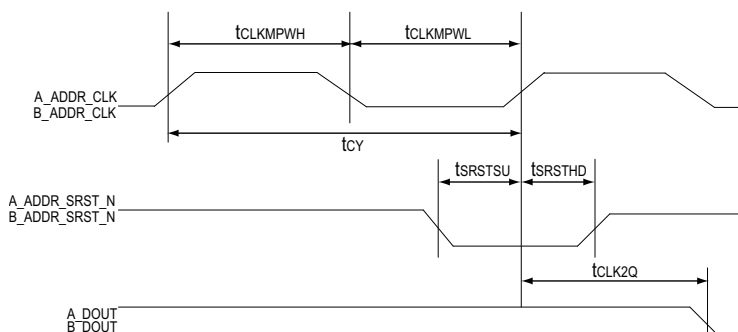 tCLKMPWH
tCLKMPWL
A_ADDR_CLK
B_ADDR_CLK
tCY
tSRSTSU
tSRSTHD
A_ADDR_SRST_N
B_ADDR_SRST_N
tCLK2Q
A_DOUT
B_DOUT